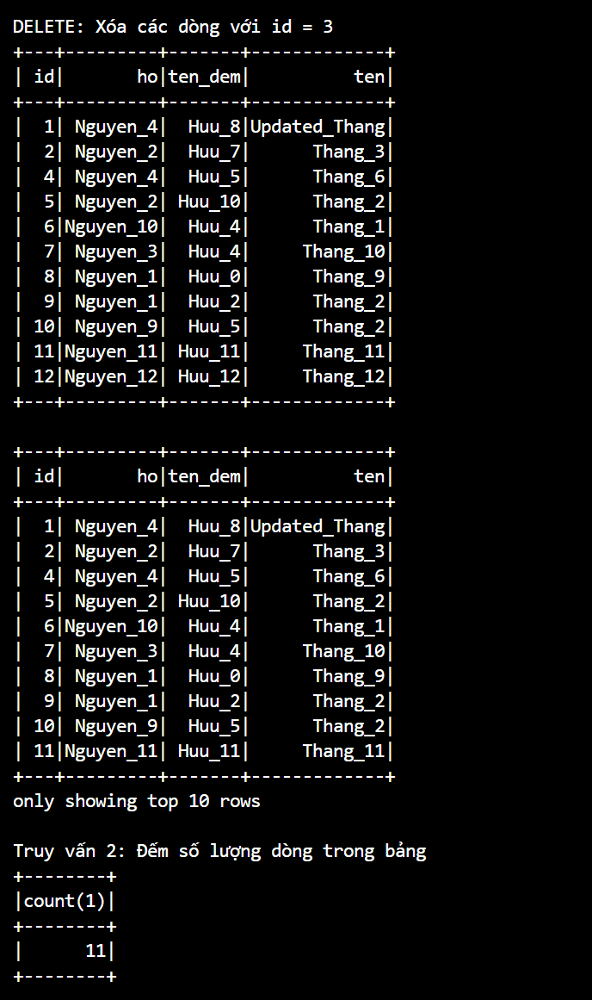 DELETE: Xóa các dòng với id = 3
+---+---------+-------+-------------+
| id|       ho|ten_dem|          ten|
+---+---------+-------+-------------+
|  1| Nguyen_4|  Huu_8|Updated_Thang|
|  2| Nguyen_2|  Huu_7|      Thang_3|
|  4| Nguyen_4|  Huu_5|      Thang_6|
|  5| Nguyen_2| Huu_10|      Thang_2|
|  6|Nguyen_10|  Huu_4|      Thang_1|
|  7| Nguyen_3|  Huu_4|     Thang_10|
|  8| Nguyen_1|  Huu_0|      Thang_9|
|  9| Nguyen_1|  Huu_2|      Thang_2|
| 10| Nguyen_9|  Huu_5|      Thang_2|
| 11|Nguyen_11| Huu_11|     Thang_11|
| 12|Nguyen_12| Huu_12|     Thang_12|
+---+---------+-------+-------------+
+---+---------+-------+-------------+
| id|       ho|ten_dem|          ten|
+---+---------+-------+-------------+
|  1| Nguyen_4|  Huu_8|Updated_Thang|
|  2| Nguyen_2|  Huu_7|      Thang_3|
|  4| Nguyen_4|  Huu_5|      Thang_6|
|  5| Nguyen_2| Huu_10|      Thang_2|
|  6|Nguyen_10|  Huu_4|      Thang_1|
|  7| Nguyen_3|  Huu_4|     Thang_10|
|  8| Nguyen_1|  Huu_0|      Thang_9|
|  9| Nguyen_1|  Huu_2|      Thang_2|
| 10| Nguyen_9|  Huu_5|      Thang_2|
| 11|Nguyen_11| Huu_11|     Thang_11|
+---+---------+-------+-------------+
only showing top 10 rows
Truy vấn 2: Đếm số lượng dòng trong bảng
+--------+
|count(1)|
+--------+
|      11|
+--------+